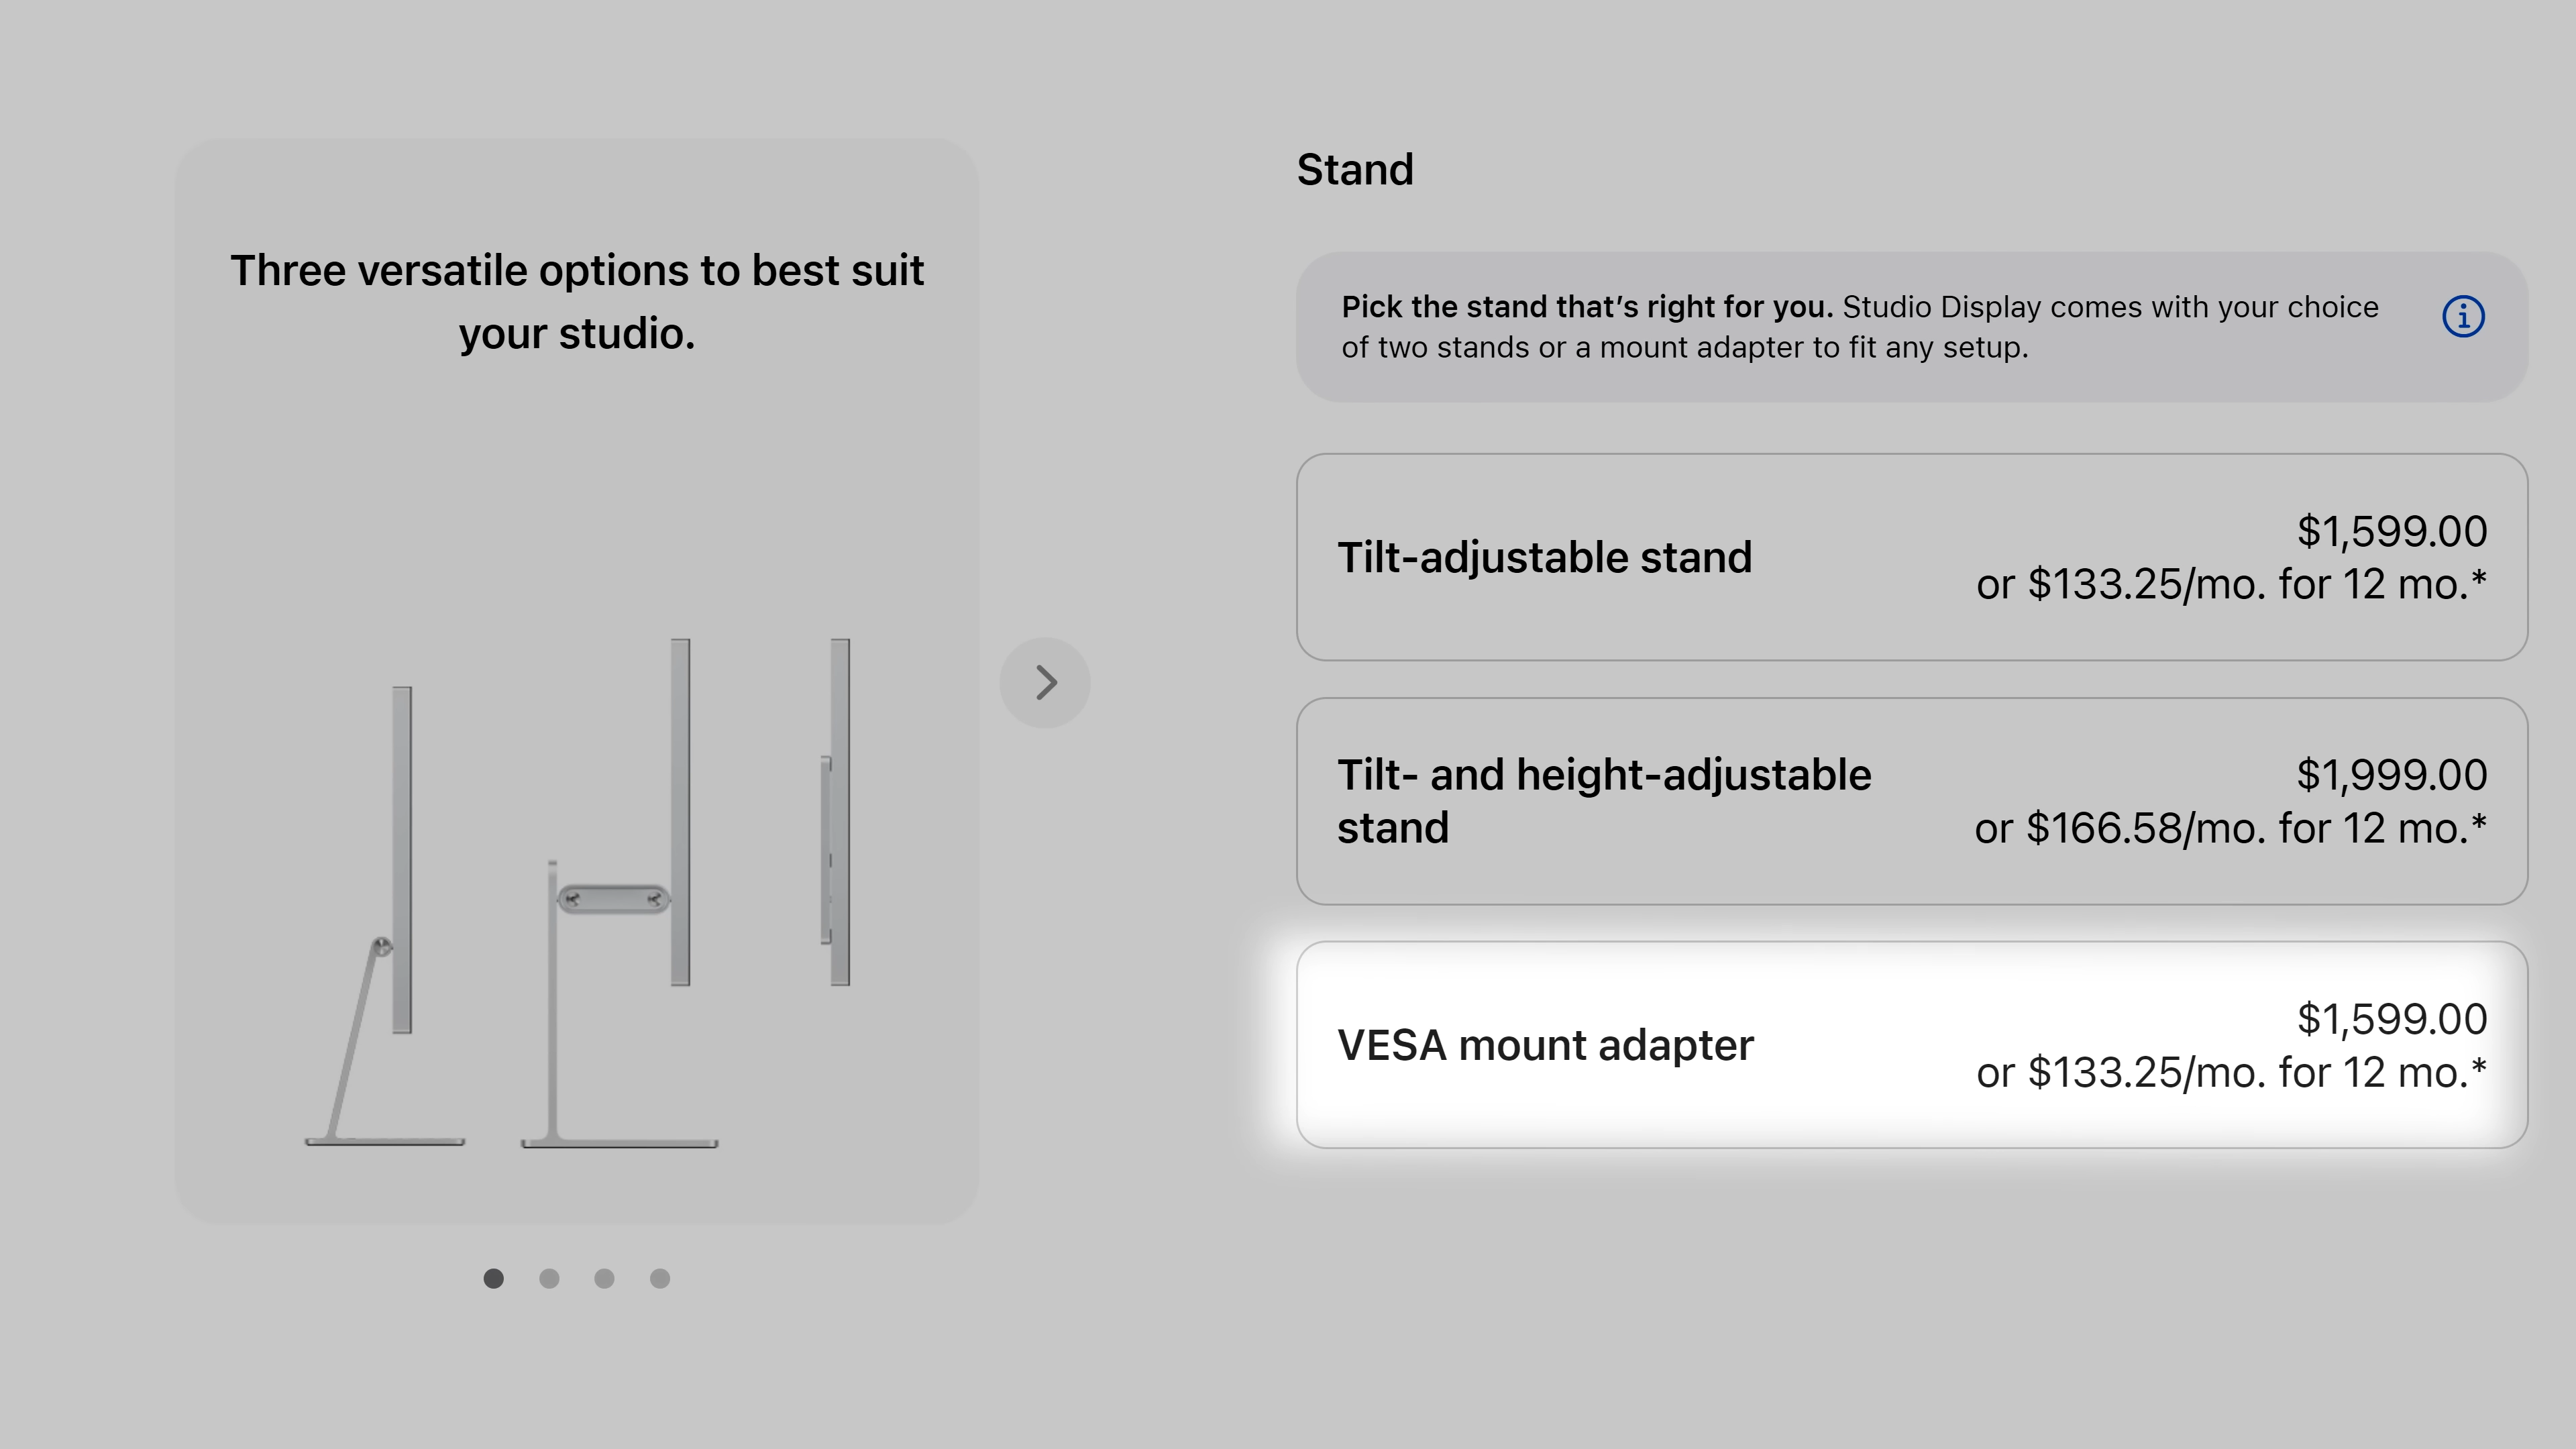 Three versatile options to best suit
your studio.
Stand
Pick the stand that’s right for you. Studio Display comes with your choice
of two stands or a mount adapter to fit any setup.
Tilt-adjustable stand
$1,599.00
or $133.25/mo. for 12 mo.*
Tilt- and height-adjustable
stand
$1,999.00
or $166.58/mo. for 12 mo.*
VESA mount adapter
$1,599.00
or $133.25/mo. for 12 mo.*